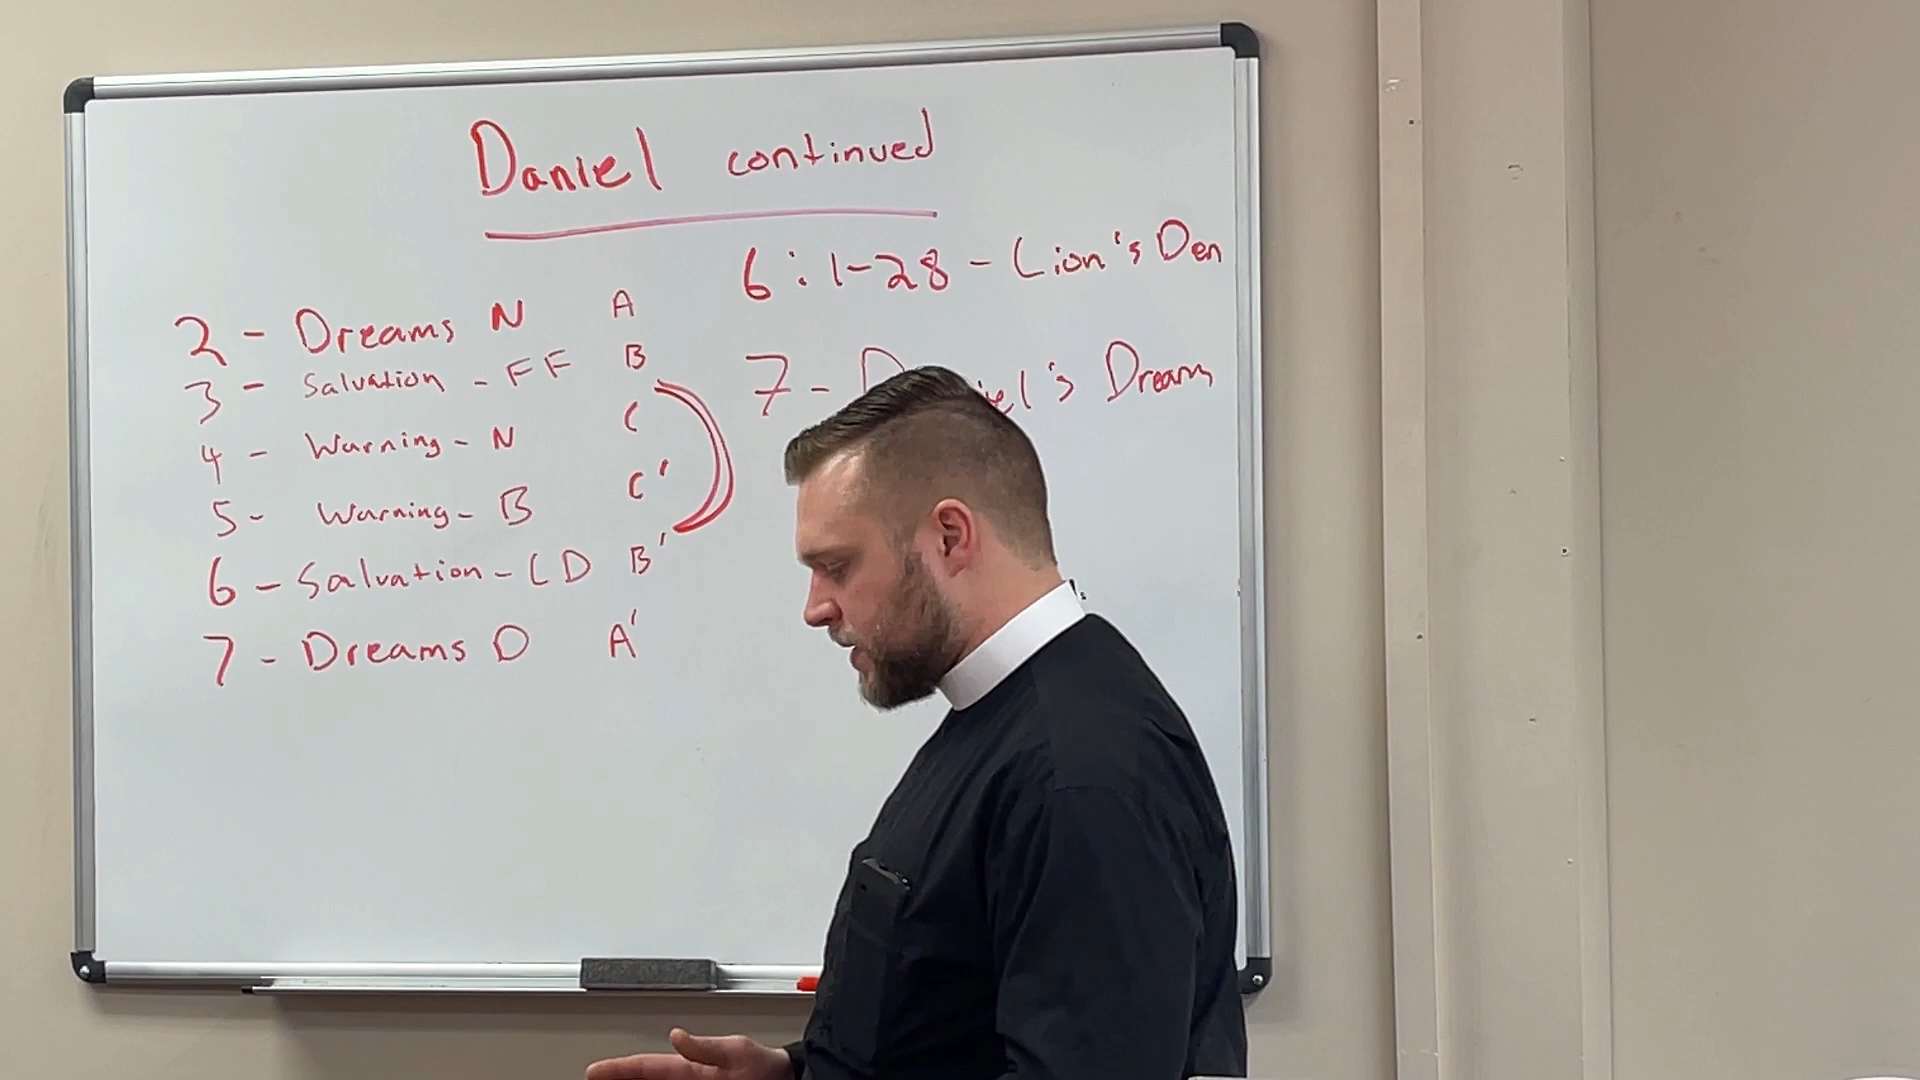 Daniel continued
2 - Dreams N A
3 - Salvation - FF B
4 - Warning - N C
5 - Warning - B C'
6 - Salvation - LD B'
7 - Dreams D A'
6:1-28 - Lion's Den
7 - Dream